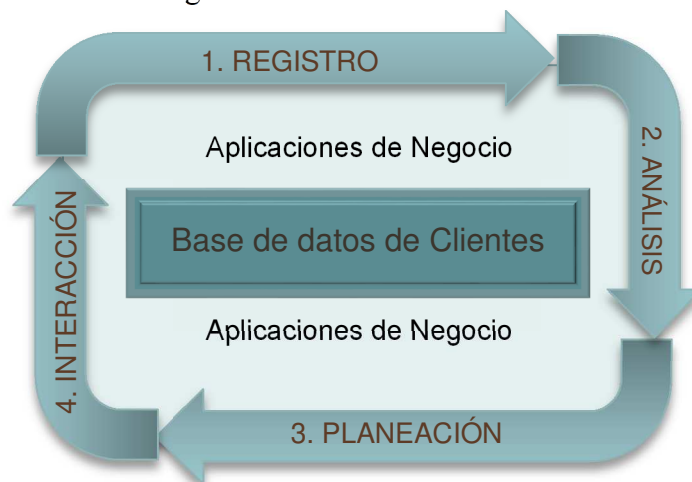 1. REGISTRO
Aplicaciones de Negocio
2. ANÁLISIS
Base de datos de Clientes
4. INTERACCIÓN
Aplicaciones de Negocio
3. PLANEACIÓN